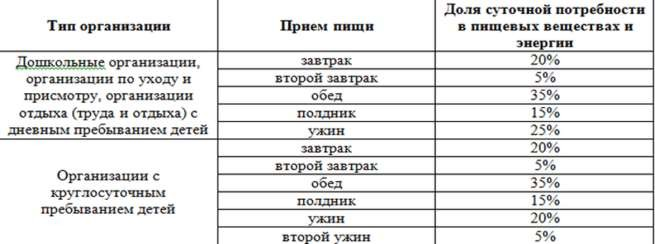 Тип организации
Прием пищи
Доля суточной потребности
в пищевых веществах и
энергии
Дошкольные организации,
организации по уходу и
присмотру, организации
отдыха (труда и отдыха) с
дневным пребыванием детей
завтрак
20%
второй завтрак
5%
обед
35%
полдник
15%
ужин
25%
Организации с
круглосуточным
пребыванием детей
завтрак
20%
второй завтрак
5%
обед
35%
полдник
15%
ужин
20%
второй ужин
5%